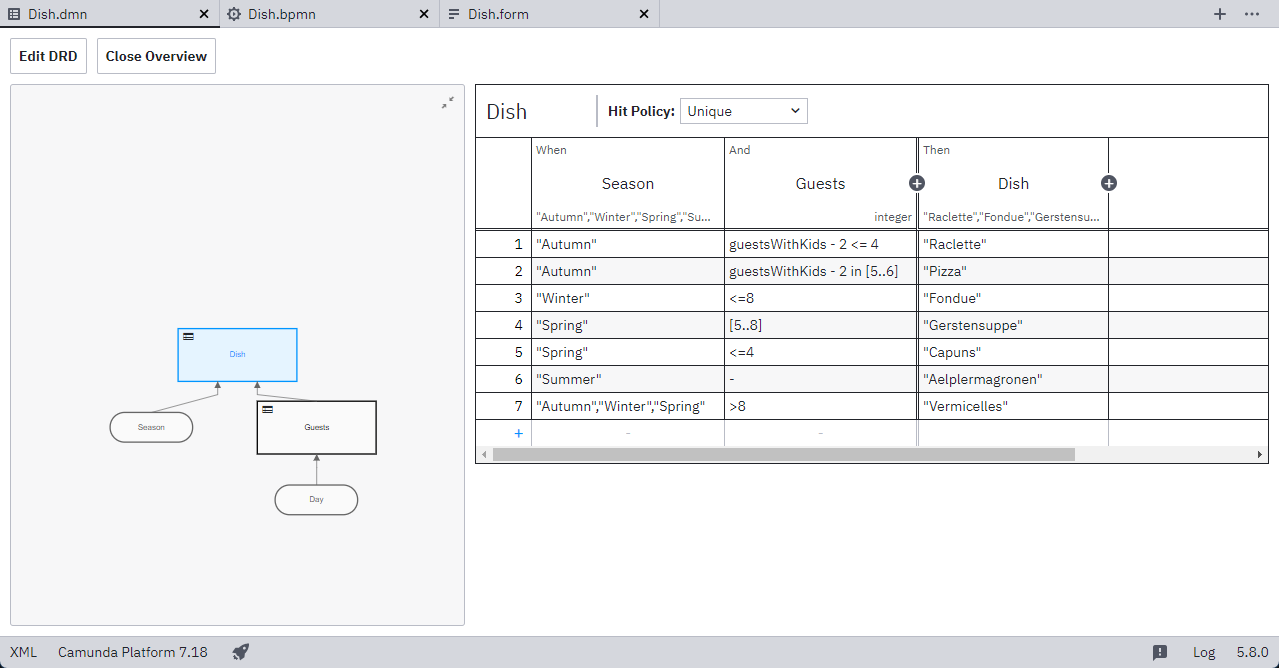 Dish.dmn Dish.bpmn Dish.form
Edit DRD Close Overview
Dish
Season
Guests
Day
Dish Hit Policy: Unique
When And Then
Season Guests Dish
"Autumn","Winter","Spring","Su... integer "Raclette","Fondue","Gerstensu...
1 "Autumn" guestsWithKids - 2 <= 4 "Raclette"
2 "Autumn" guestsWithKids - 2 in [5..6] "Pizza"
3 "Winter" <=8 "Fondue"
4 "Spring" [5..8] "Gerstensuppe"
5 "Spring" <=4 "Capuns"
6 "Summer" - "Aelplermagronen"
7 "Autumn","Winter","Spring" >8 "Vermicelles"
+ - -
XML Camunda Platform 7.18 Log 5.8.0